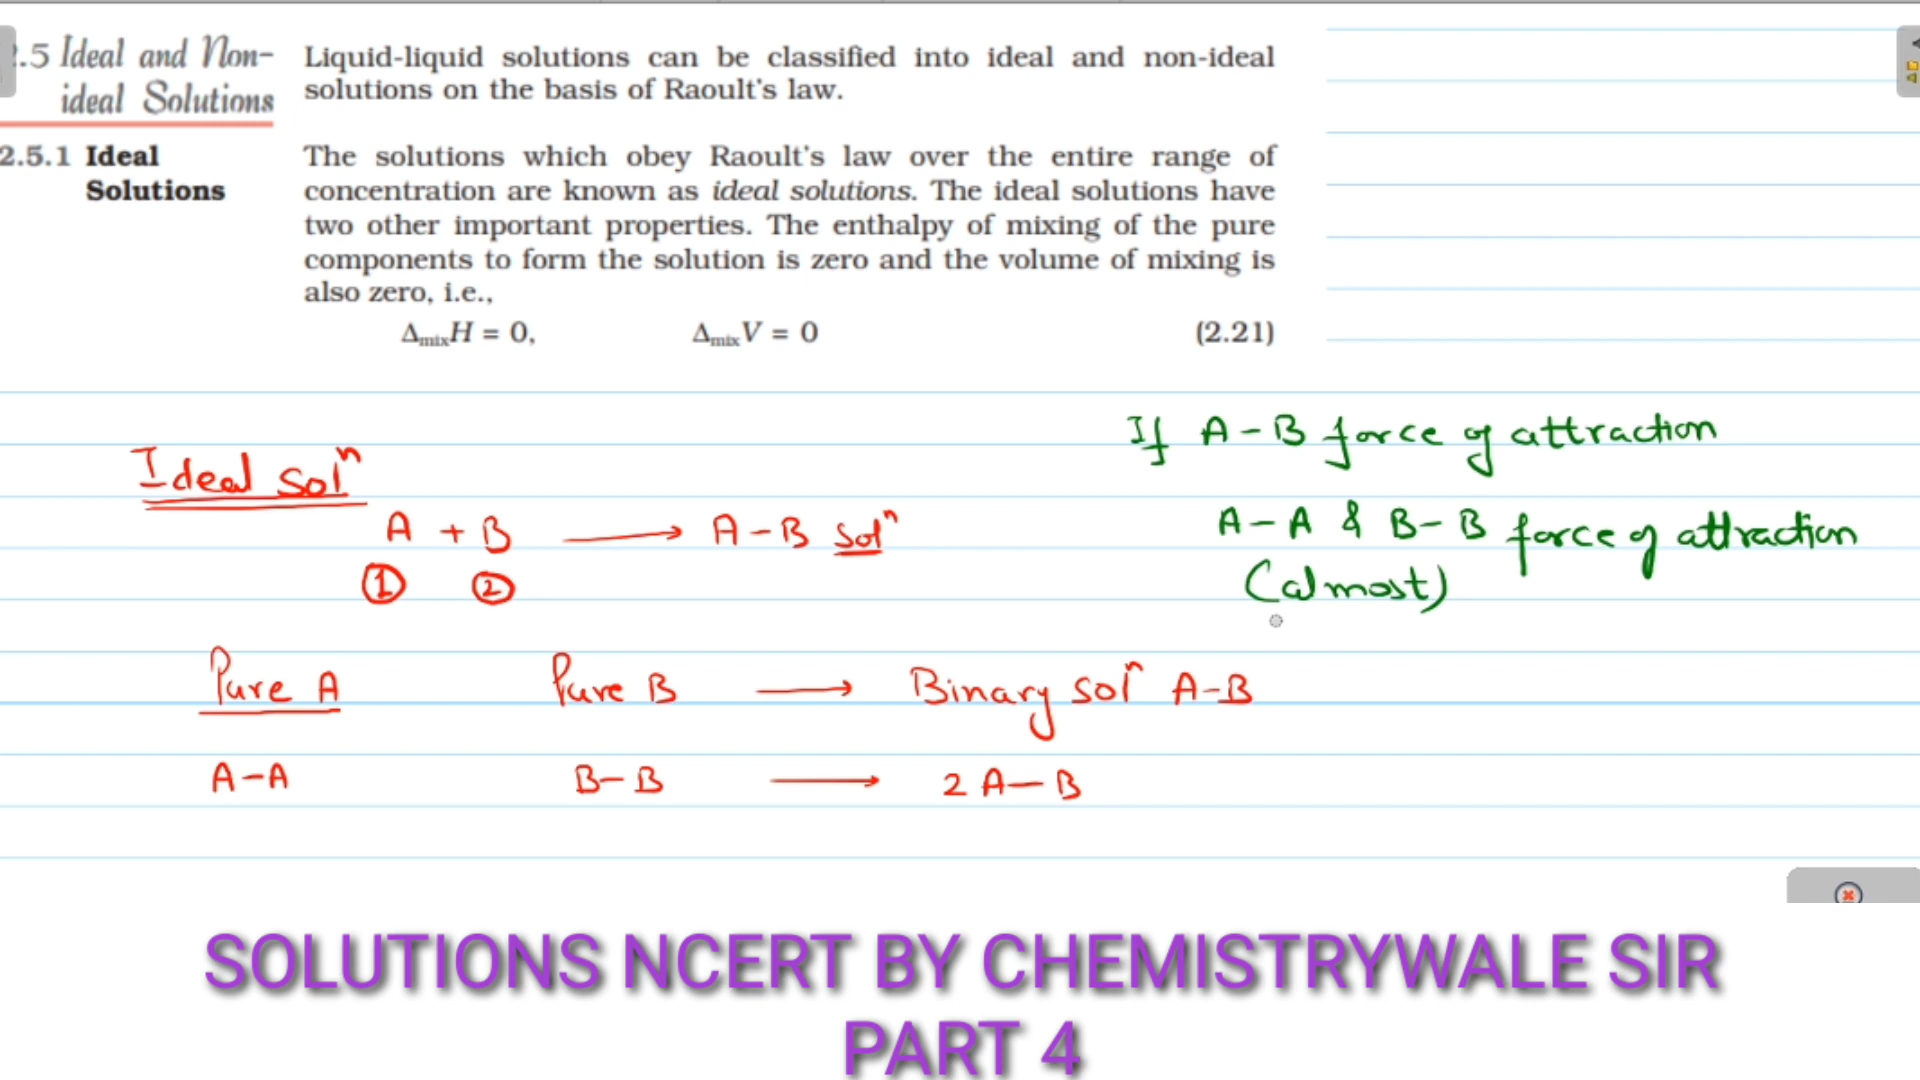 .5 Ideal and Non-
ideal Solutions
Liquid-liquid solutions can be classified into ideal and non-ideal
solutions on the basis of Raoult's law.
2.5.1 Ideal
Solutions
The solutions which obey Raoult's law over the entire range of
concentration are known as ideal solutions. The ideal solutions have
two other important properties. The enthalpy of mixing of the pure
components to form the solution is zero and the volume of mixing is
also zero, i.e.,
ΔmixH = 0, ΔmixV = 0 (2.21)
If A-B force of attraction
A-A & B-B force of attraction
(almost)
Ideal solⁿ
A + B ⟶ A-B solⁿ
① ②
Pure A Pure B ⟶ Binary solⁿ A-B
A-A B-B ⟶ 2 A-B
SOLUTIONS NCERT BY CHEMISTRYWALE SIR
PART 4